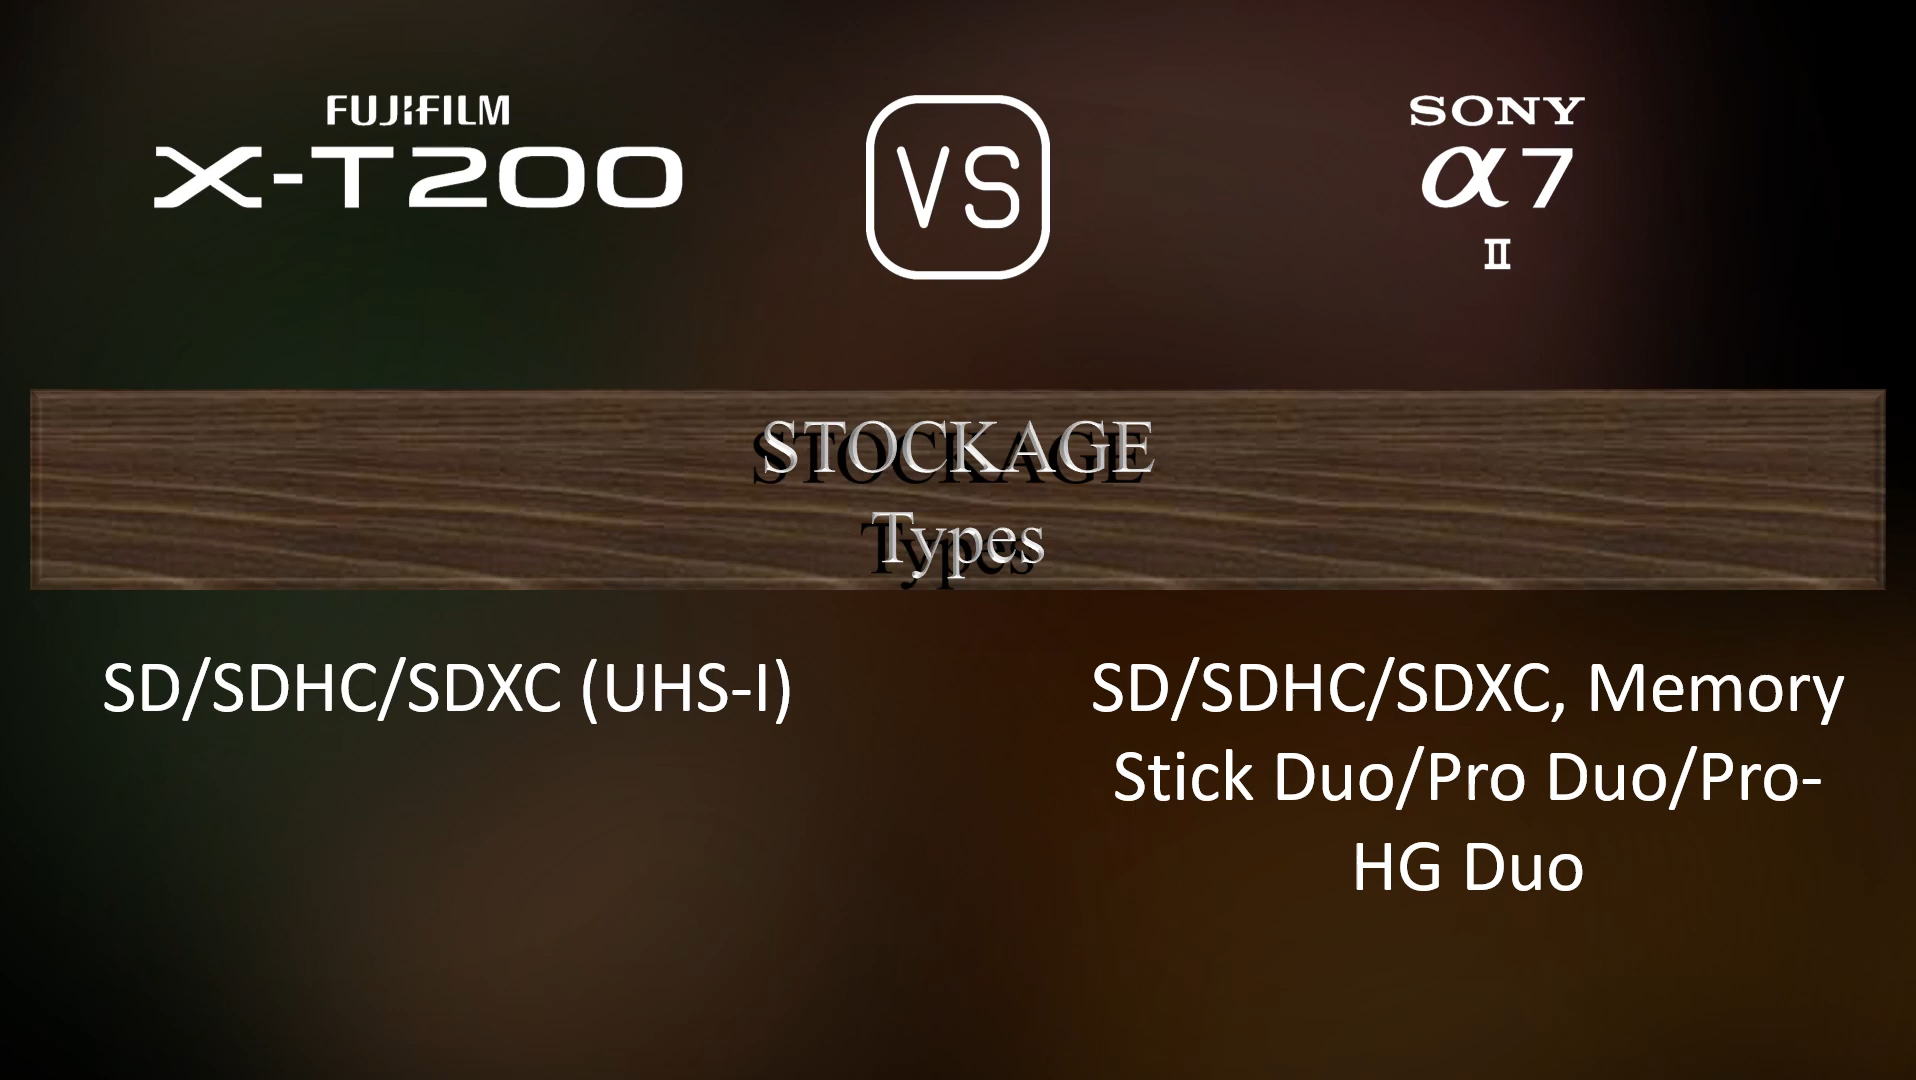 FUJIFILM
X-T200
VS
SONY
α7
II
STOCKAGE
Types
SD/SDHC/SDXC (UHS-I)
SD/SDHC/SDXC, Memory
Stick Duo/Pro Duo/Pro-
HG Duo